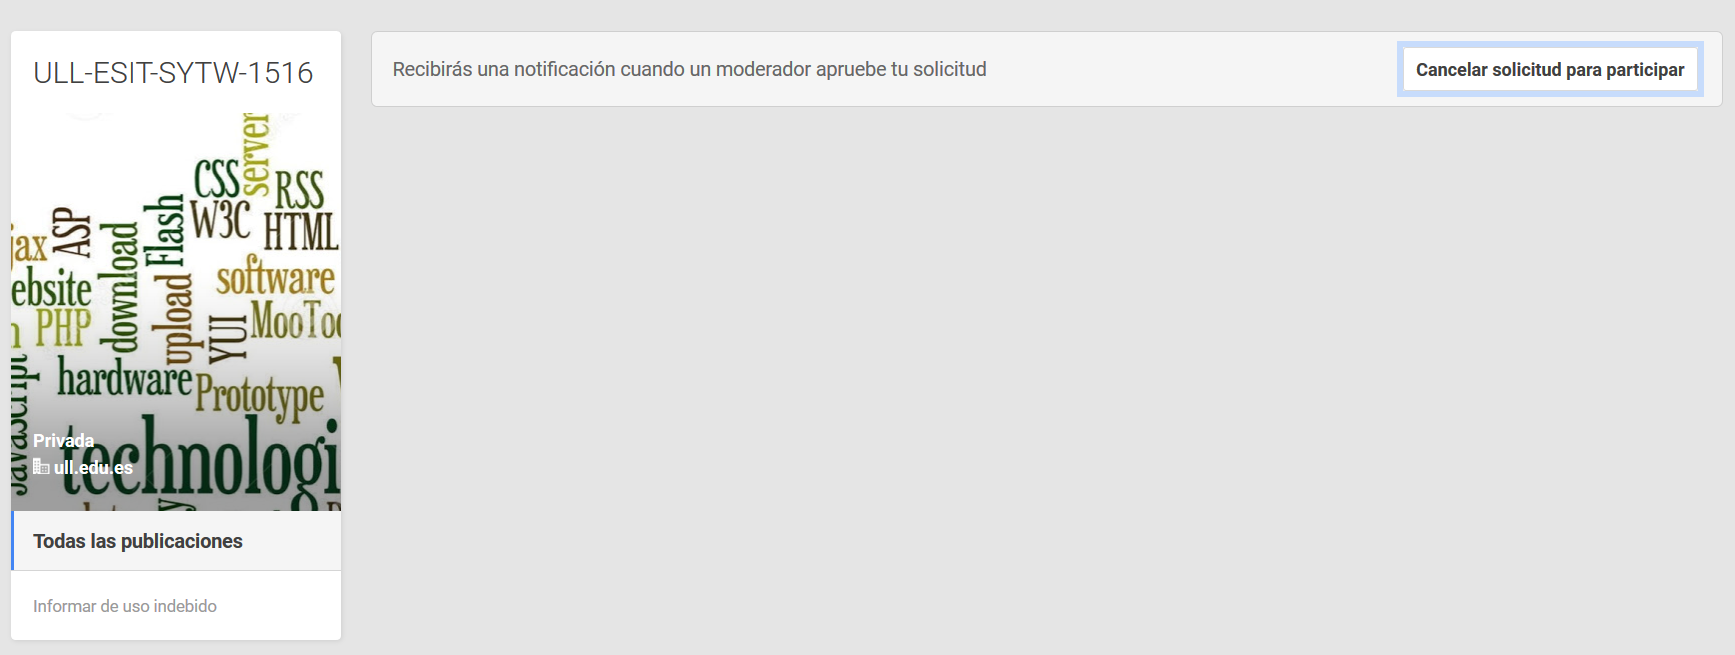 ULL-ESIT-SYTW-1516
Recibirás una notificación cuando un moderador apruebe tu solicitud
Cancelar solicitud para participar
server
CSS
RSS
W3C
HTML
ASP
Flash
jax
download
software
ebsite
upload
PHP
YUI
MooToo
hardware
Prototype
JavaScript
technologi
Privada
ull.edu.es
Todas las publicaciones
Informar de uso indebido